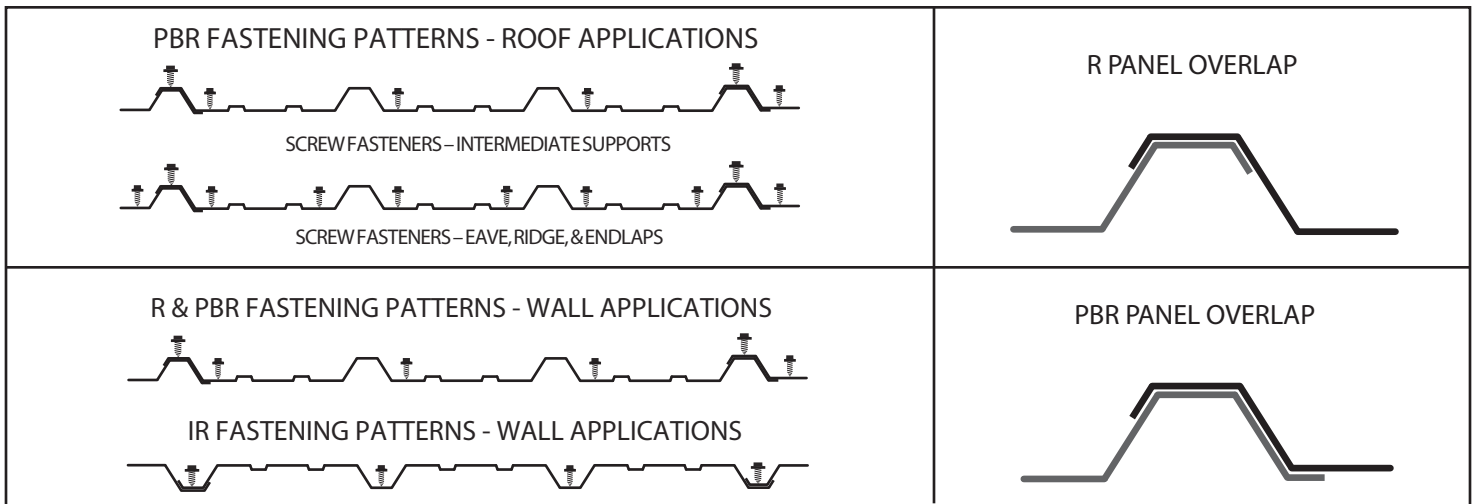 PBR FASTENING PATTERNS - ROOF APPLICATIONS
SCREW FASTENERS – INTERMEDIATE SUPPORTS
SCREW FASTENERS – EAVE, RIDGE, & ENDLAPS
R PANEL OVERLAP
R & PBR FASTENING PATTERNS - WALL APPLICATIONS
IR FASTENING PATTERNS - WALL APPLICATIONS
PBR PANEL OVERLAP